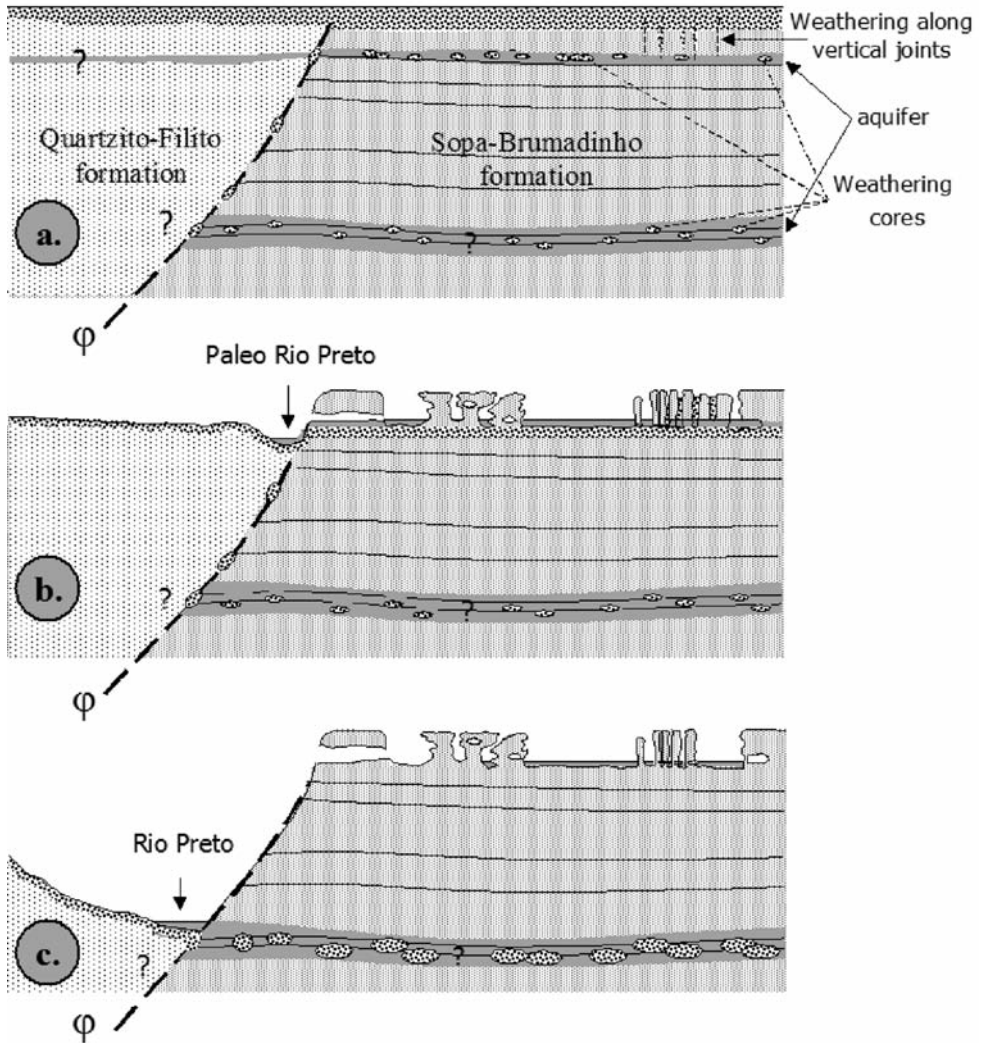 Weathering along
vertical joints
?
aquifer
Quartzito-Filito
formation
Sopa-Brumadinho
formation
Weathering
cores
?
?
a.
φ
Paleo Rio Preto
b.
?
?
φ
Rio Preto
c.
?
?
φ